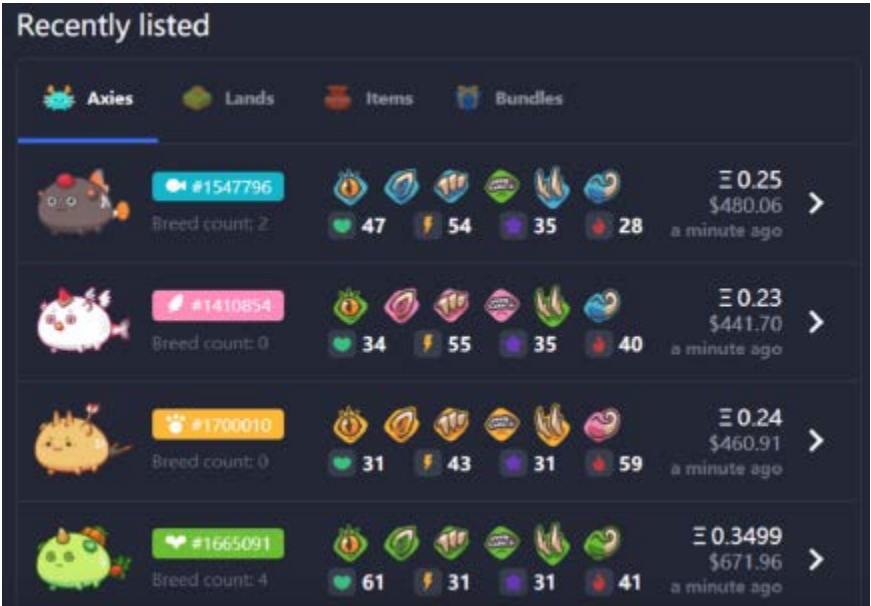 Recently listed
Axies Lands Items Bundles
#1547796 Ξ 0.25
Breed count: 2 47 54 35 28 $480.06
a minute ago
#1410854 Ξ 0.23
Breed count: 0 34 55 35 40 $441.70
a minute ago
#1700010 Ξ 0.24
Breed count: 0 31 43 31 59 $460.91
a minute ago
#1665091 Ξ 0.3499
Breed count: 4 61 31 31 41 $671.96
a minute ago